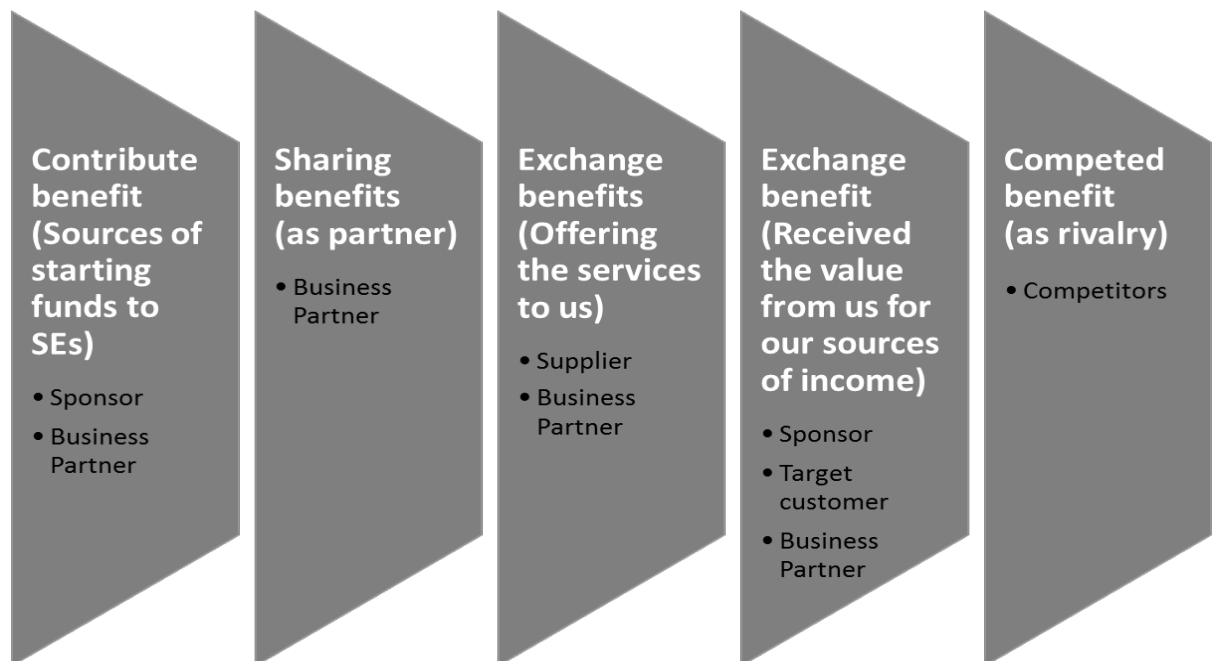 Contribute
benefit
(Sources of
starting
funds to
SEs)
• Sponsor
• Business
Partner
Sharing
benefits
(as partner)
• Business
Partner
Exchange
benefits
(Offering
the services
to us)
• Supplier
• Business
Partner
Exchange
benefit
(Received
the value
from us for
our sources
of income)
• Sponsor
• Target
customer
• Business
Partner
Competed
benefit
(as rivalry)
• Competitors